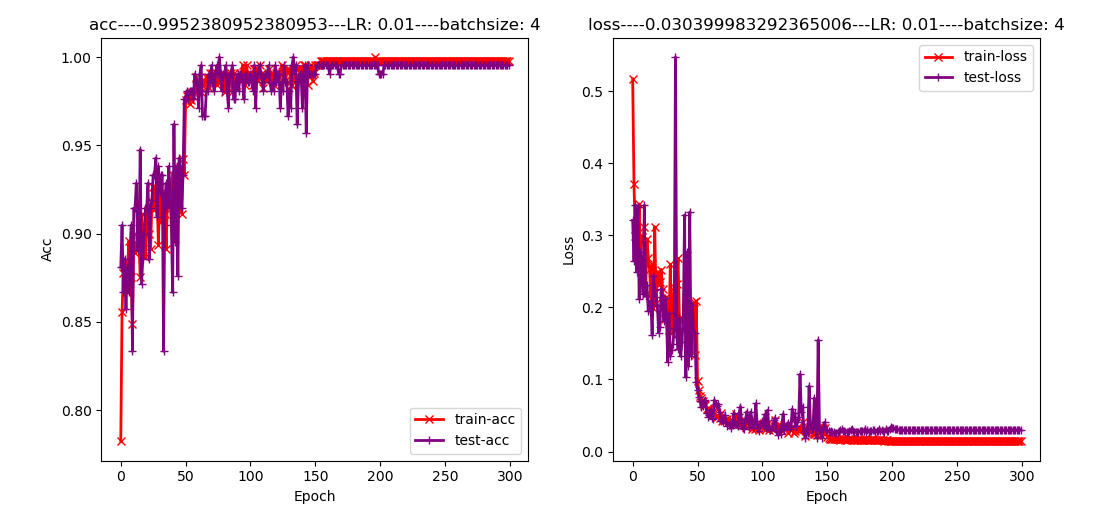 acc----0.9952380952380953---LR: 0.01----batchsize: 4
1.00
0.95
0.90
0.85
0.80
Acc
0 50 100 150 200 250 300
Epoch
train-acc
test-acc
loss----0.030399983292365006---LR: 0.01----batchsize: 4
0.5
0.4
0.3
0.2
0.1
0.0
Loss
0 50 100 150 200 250 300
Epoch
train-loss
test-loss